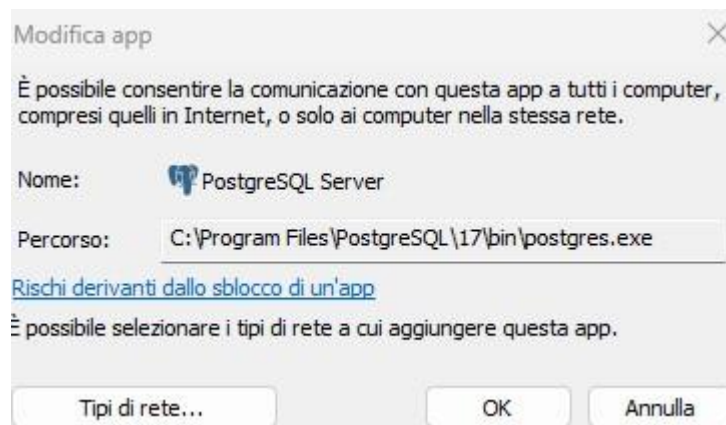 Modifica app
È possibile consentire la comunicazione con questa app a tutti i computer,
compresi quelli in Internet, o solo ai computer nella stessa rete.
Nome: PostgreSQL Server
Percorso: C:\Program Files\PostgreSQL\17\bin\postgres.exe
Rischi derivanti dallo sblocco di un'app
È possibile selezionare i tipi di rete a cui aggiungere questa app.
Tipi di rete... OK Annulla